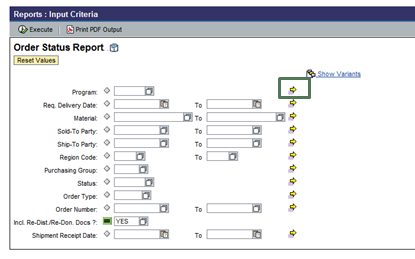 Reports : Input Criteria
Execute Print PDF Output
Order Status Report
Reset Values
Show Variants
Program:
Req. Delivery Date: To
Material: To
Sold-To Party: To
Ship-To Party: To
Region Code: To
Purchasing Group:
Status:
Order Type:
Order Number: To
Incl. Re-Dist./Re-Don. Docs ?: YES
Shipment Receipt Date: To